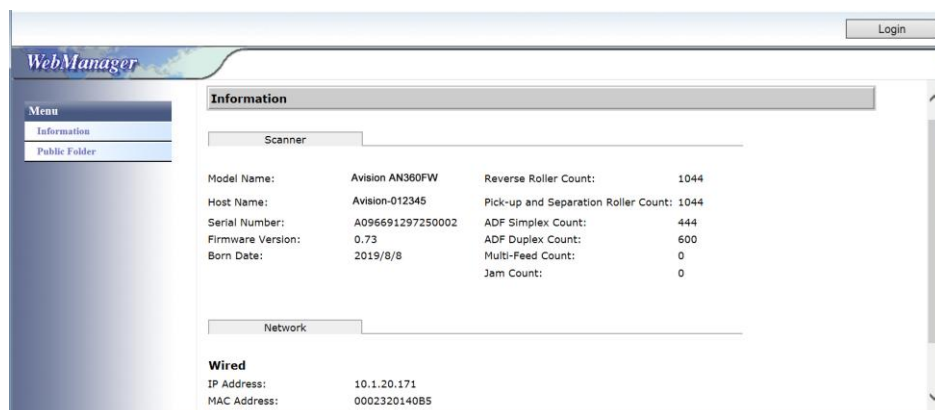 Login
WebManager
Menu
Information
Public Folder
Information
Scanner
Model Name: Avision AN360FW Reverse Roller Count: 1044
Host Name: Avision-012345 Pick-up and Separation Roller Count: 1044
Serial Number: A096691297250002 ADF Simplex Count: 444
Firmware Version: 0.73 ADF Duplex Count: 600
Born Date: 2019/8/8 Multi-Feed Count: 0
Jam Count: 0
Network
Wired
IP Address: 10.1.20.171
MAC Address: 0002320140B5